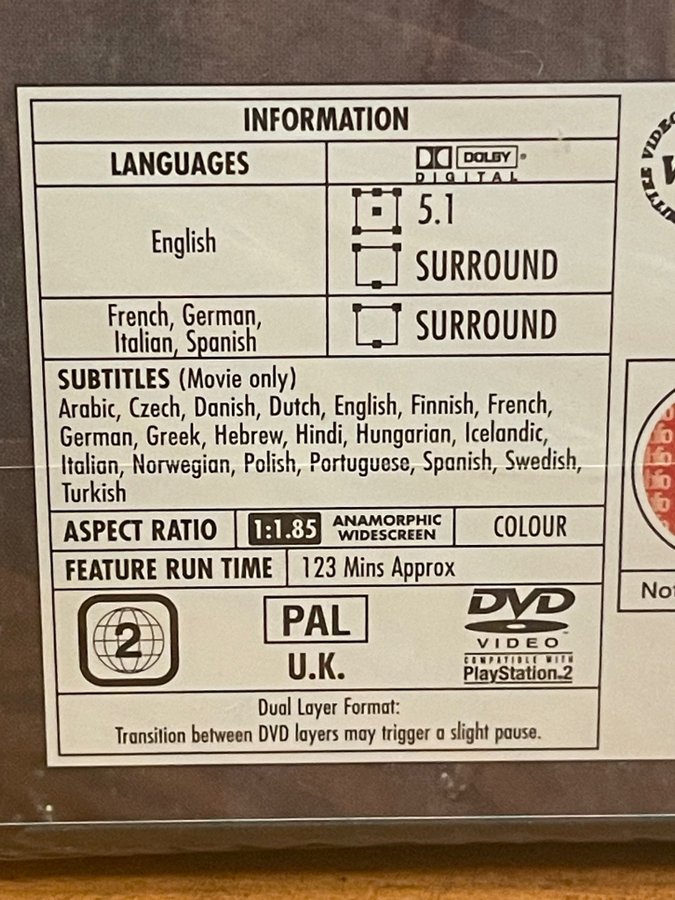 INFORMATION
LANGUAGES
DOLBY
DIGITAL
English
5.1
SURROUND
French, German,
Italian, Spanish
SURROUND
SUBTITLES (Movie only)
Arabic, Czech, Danish, Dutch, English, Finnish, French,
German, Greek, Hebrew, Hindi, Hungarian, Icelandic,
Italian, Norwegian, Polish, Portuguese, Spanish, Swedish,
Turkish
ASPECT RATIO
1:1.85
ANAMORPHIC
WIDESCREEN
COLOUR
FEATURE RUN TIME
123 Mins Approx
2
PAL
U.K.
DVD
VIDEO
COMPATIBLE WITH
PlayStation.2
Dual Layer Format:
Transition between DVD layers may trigger a slight pause.